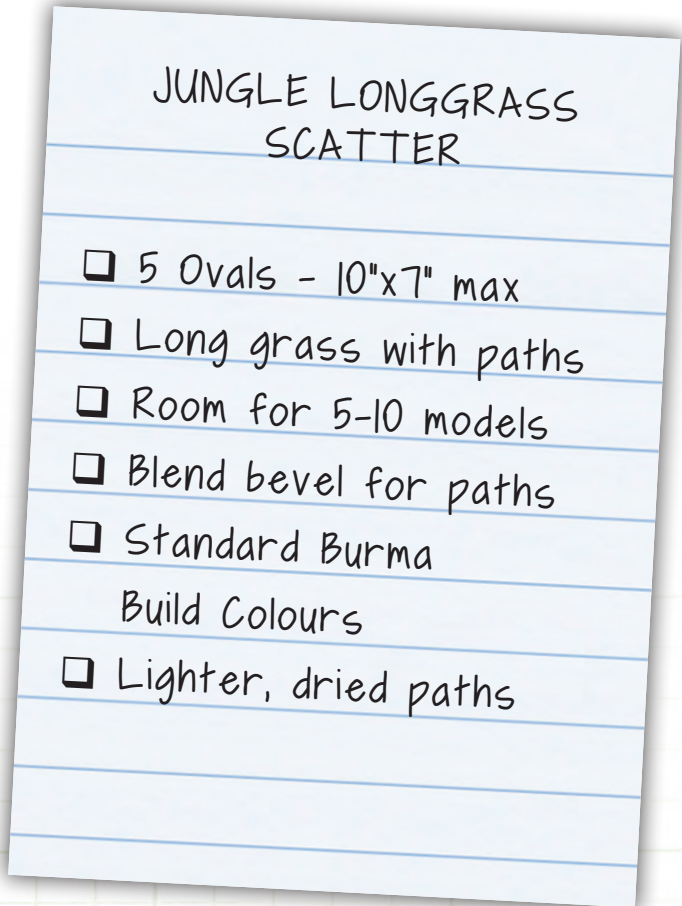 JUNGLE LONGGRASS
SCATTER
❑ 5 Ovals - 10"x7" max
❑ Long grass with paths
❑ Room for 5-10 models
❑ Blend bevel for paths
❑ Standard Burma
Build Colours
❑ Lighter, dried paths